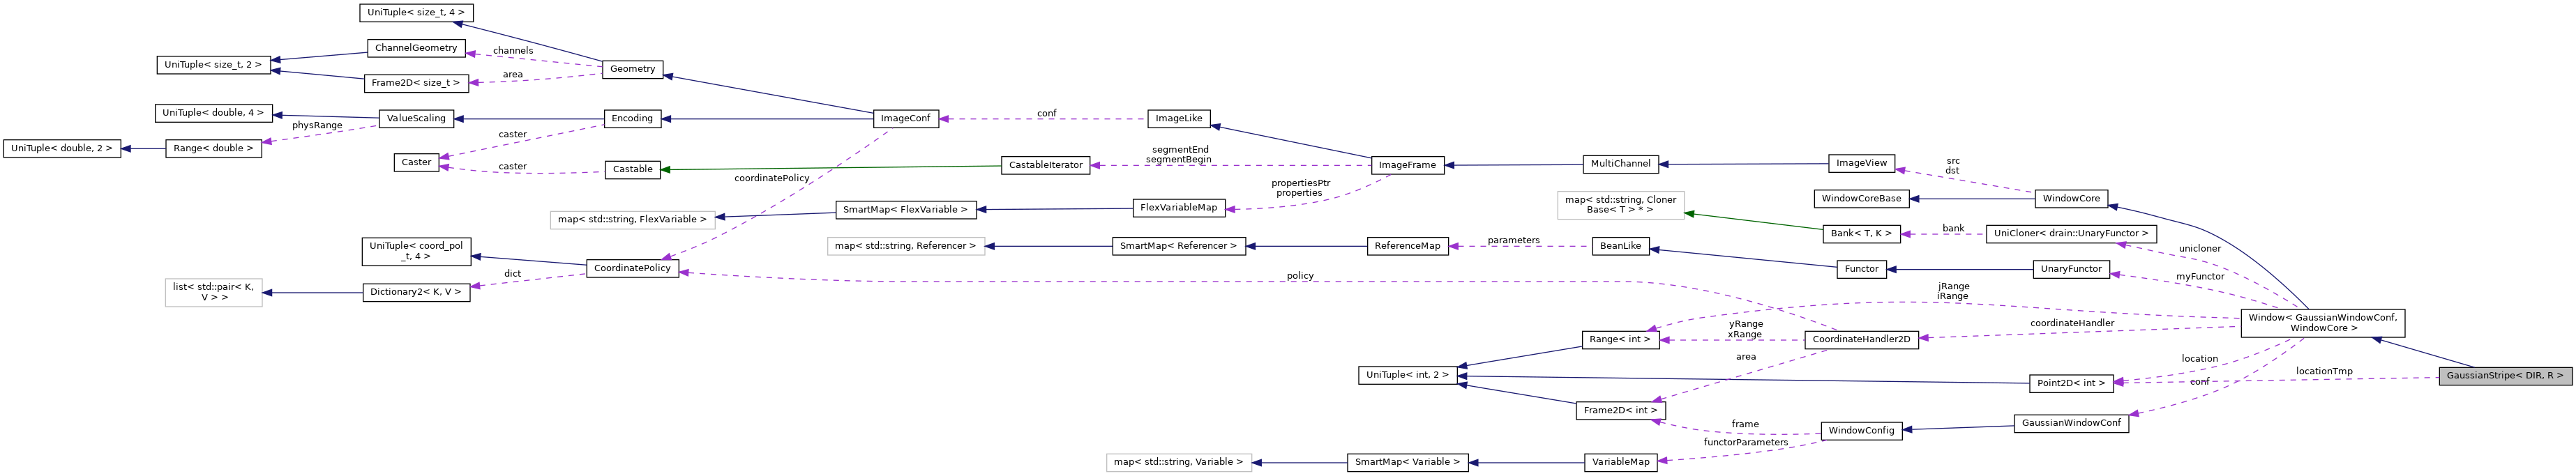 UniTuple< size_t, 4 >
ChannelGeometry
channels
UniTuple< size_t, 2 >
Geometry
area
Frame2D< size_t >
UniTuple< double, 4 >
ValueScaling
Encoding
ImageConf
conf
ImageLike
physRange
caster
UniTuple< double, 2 >
Range< double >
Caster
caster
Castable
CastableIterator
segmentEnd
segmentBegin
ImageFrame
MultiChannel
ImageView
src
dst
coordinatePolicy
propertiesPtr
properties
map< std::string, FlexVariable >
SmartMap< FlexVariable >
FlexVariableMap
map< std::string, Cloner
Base< T > * >
WindowCoreBase
WindowCore
Bank< T, K >
bank
UniCloner< drain::UnaryFunctor >
unicloner
UniTuple< coord_pol
_t, 4 >
map< std::string, Referencer >
SmartMap< Referencer >
ReferenceMap
parameters
BeanLike
CoordinatePolicy
dict
policy
Functor
UnaryFunctor
myFunctor
list< std::pair< K,
V > >
Dictionary2< K, V >
jRange
iRange
Window< GaussianWindowConf,
WindowCore >
yRange
xRange
coordinateHandler
Range< int >
CoordinateHandler2D
area
location
UniTuple< int, 2 >
Point2D< int >
conf
locationTmp
GaussianStripe< DIR, R >
Frame2D< int >
frame
WindowConfig
GaussianWindowConf
functorParameters
map< std::string, Variable >
SmartMap< Variable >
VariableMap